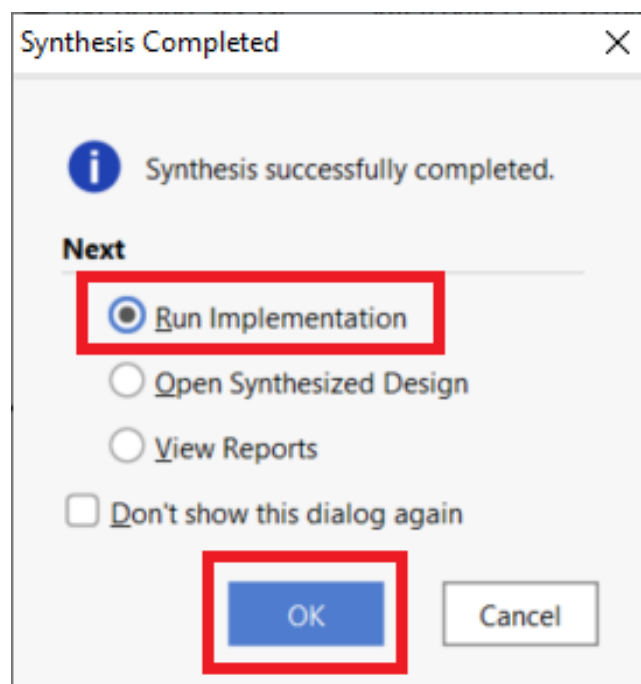 Synthesis Completed
Synthesis successfully completed.
Next
Run Implementation
Open Synthesized Design
View Reports
Don't show this dialog again
OK
Cancel